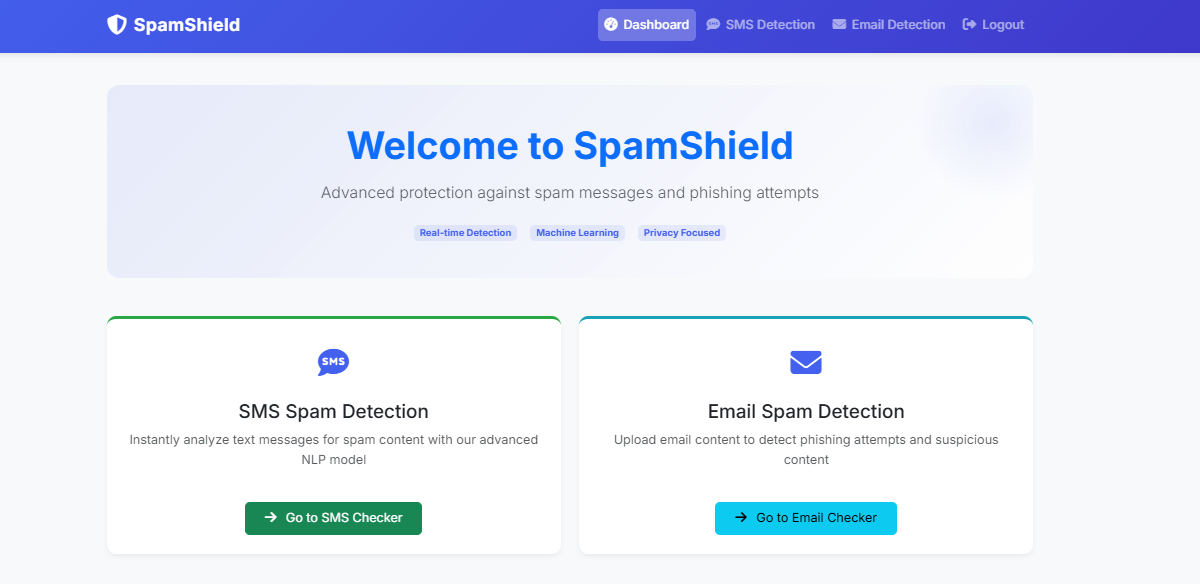 SpamShield
Dashboard
SMS Detection
Email Detection
Logout
Welcome to SpamShield
Advanced protection against spam messages and phishing attempts
Real-time Detection
Machine Learning
Privacy Focused
SMS
SMS Spam Detection
Instantly analyze text messages for spam content with our advanced
NLP model
Go to SMS Checker
Email Spam Detection
Upload email content to detect phishing attempts and suspicious
content
Go to Email Checker